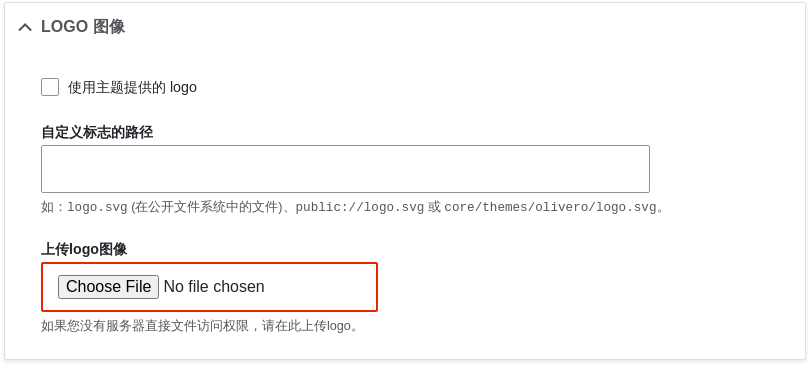 LOGO 图像
使用主题提供的 logo
自定义标志的路径
如：logo.svg (在公开文件系统中的文件)、public://logo.svg 或 core/themes/olivero/logo.svg。
上传logo图像
Choose File No file chosen
如果您没有服务器直接文件访问权限，请在此上传logo。